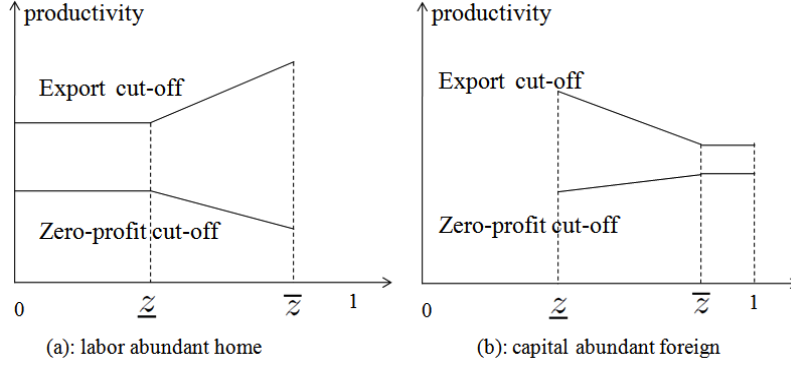 productivity
Export cut-off
Zero-profit cut-off
0
z̲
z̄
1
(a): labor abundant home
productivity
Export cut-off
Zero-profit cut-off
0
z̲
z̄
1
(b): capital abundant foreign